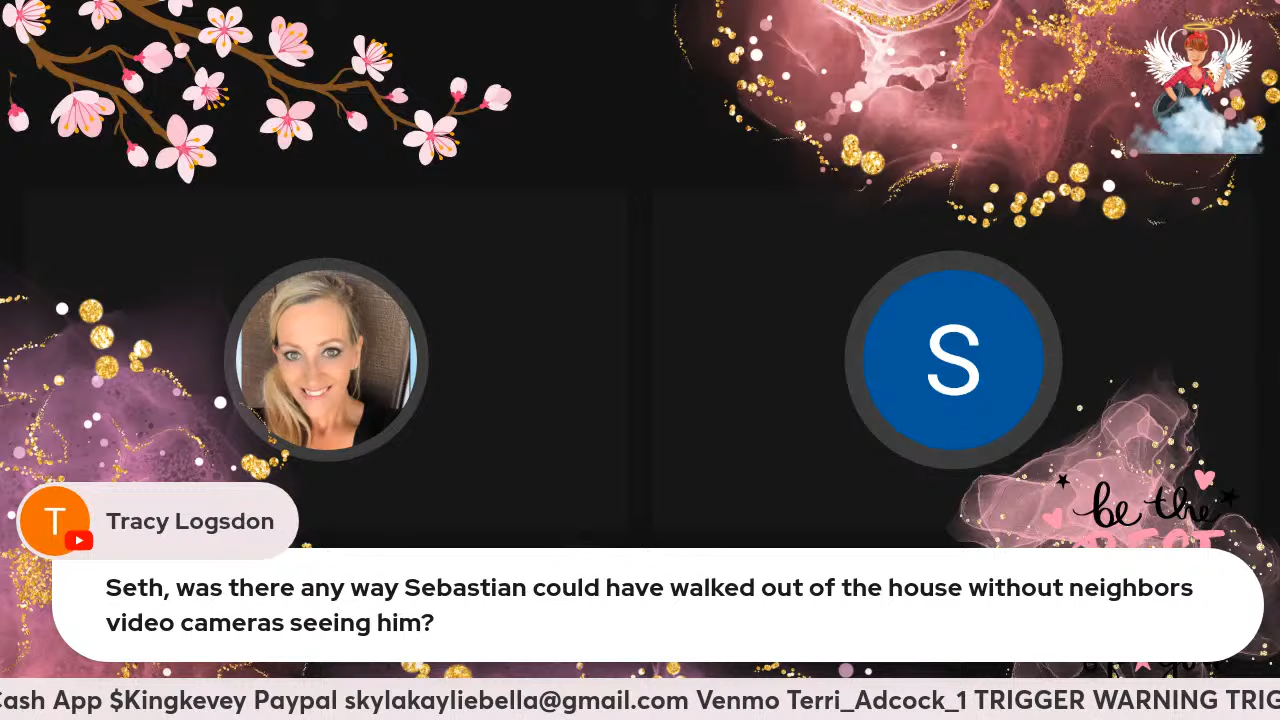 S
be the
T
Tracy Logsdon
Seth, was there any way Sebastian could have walked out of the house without neighbors
video cameras seeing him?
Cash App $Kingkevey Paypal skylakayliebella@gmail.com Venmo Terri_Adcock_1 TRIGGER WARNING TRIG